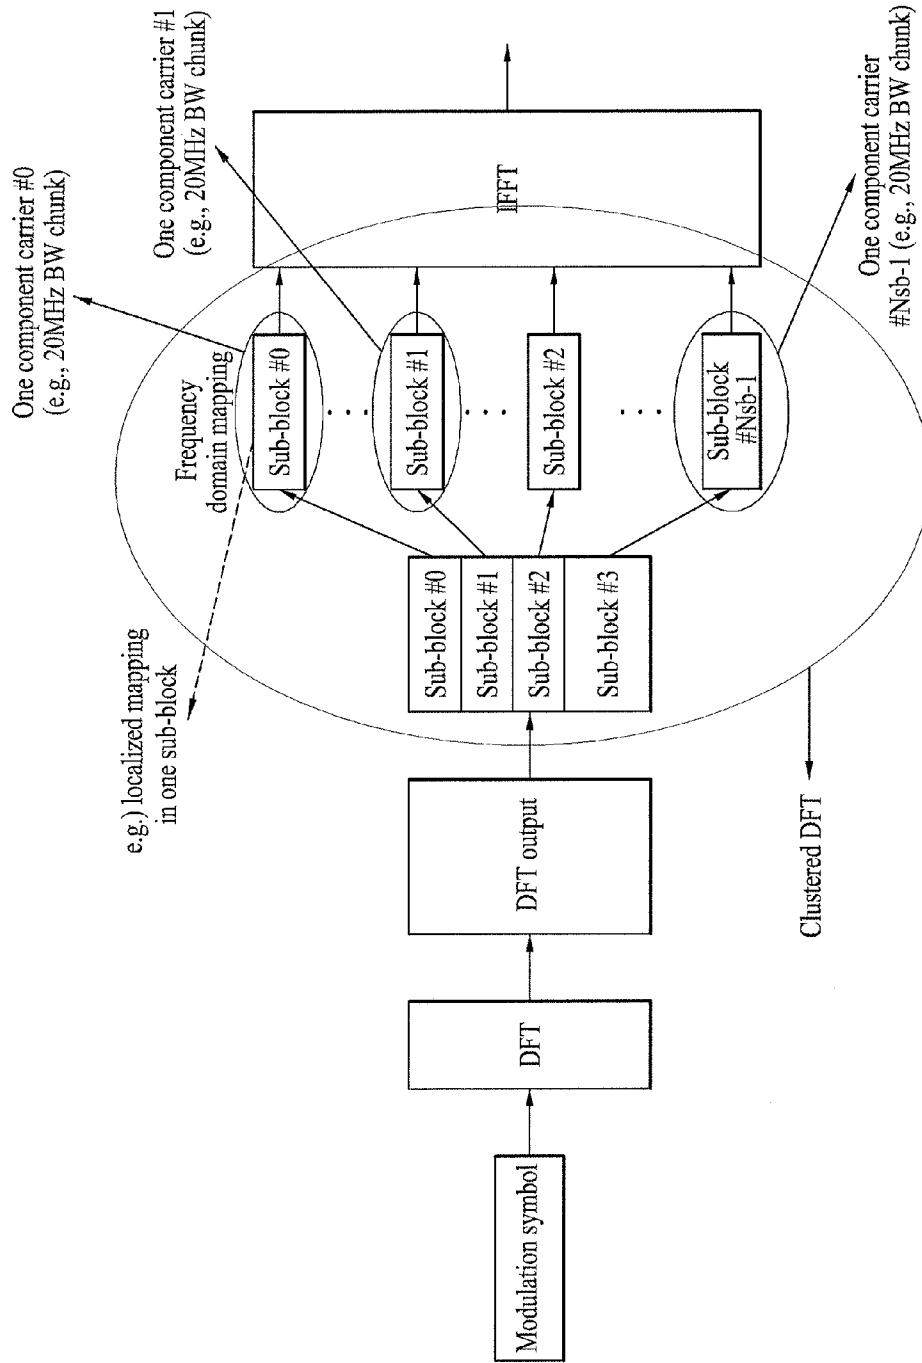 Modulation symbol
DFT
DFT output
e.g.) localized mapping
in one sub-block
Sub-block #0
Sub-block #1
Sub-block #2
Sub-block #3
Frequency
domain mapping
Sub-block #0
Sub-block #1
Sub-block #2
Sub-block
#Nsb-1
One component carrier #0
(e.g., 20MHz BW chunk)
One component carrier #1
(e.g., 20MHz BW chunk)
IFFT
One component carrier
#Nsb-1 (e.g., 20MHz BW chunk)
Clustered DFT